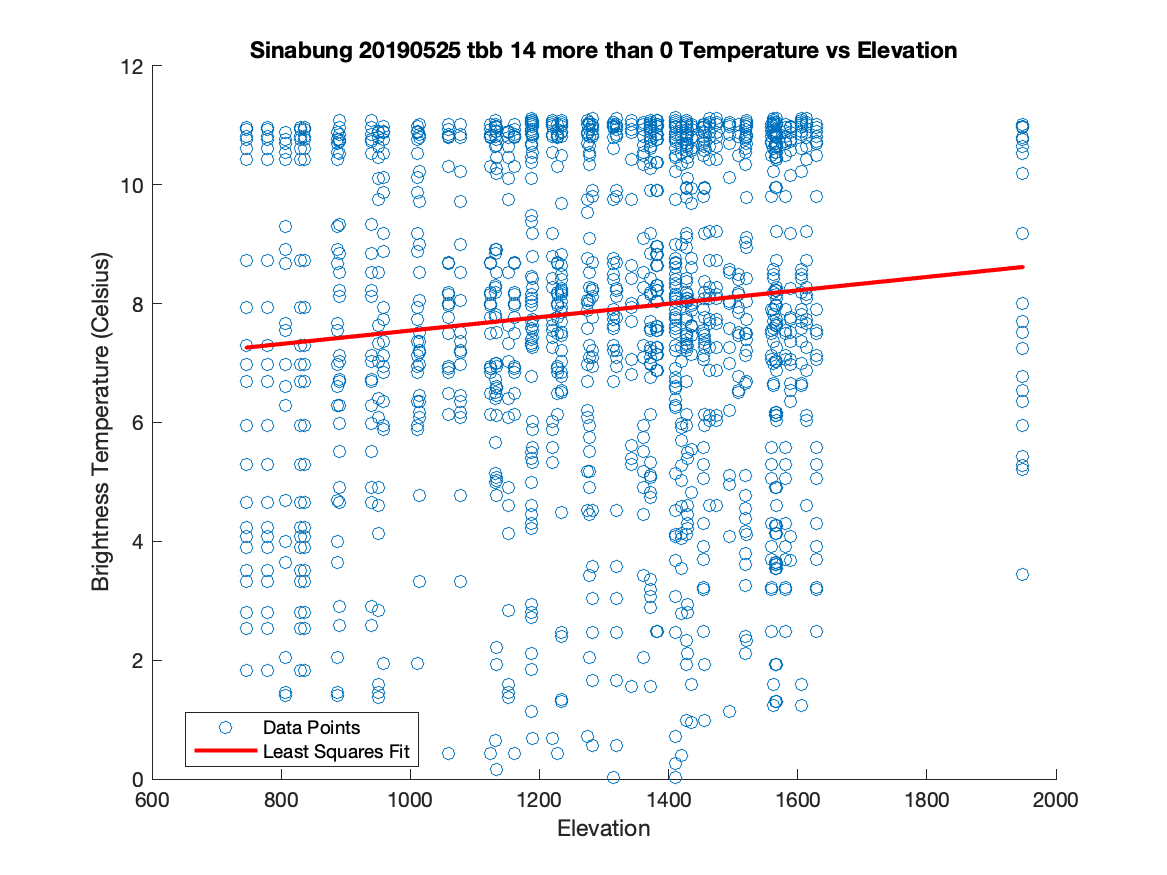 Sinabung 20190525 tbb 14 more than 0 Temperature vs Elevation
12
10
8
6
4
2
0
Brightness Temperature (Celsius)
Data Points
Least Squares Fit
600 800 1000 1200 1400 1600 1800 2000
Elevation